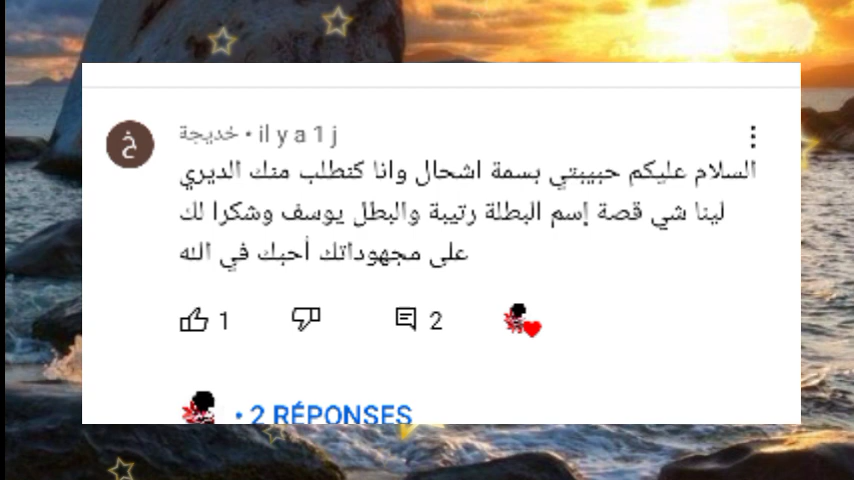 خديجة • il y a 1 j
السلام عليكم حبيبتي بسمة اشحال وانا كنطلب منك الديري
لينا شي قصة إسم البطلة رتيبة والبطل يوسف وشكرا لك
على مجهوداتك أحبك في الله
1
2
• 2 RÉPONSES